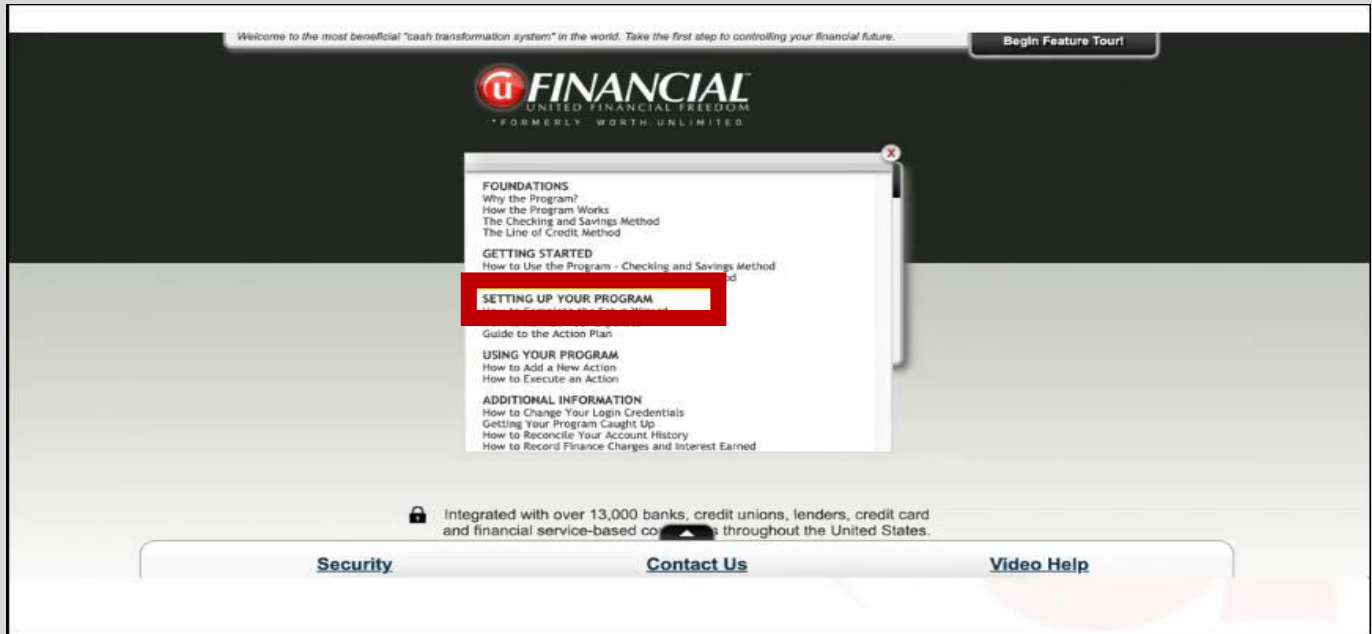 Welcome to the most beneficial "cash transformation system" in the world. Take the first step to controlling your financial future.
Begin Feature Tour!
u FINANCIAL
UNITED FINANCIAL FREEDOM
*FORMERLY WORTH UNLIMITED
X
FOUNDATIONS
Why the Program?
How the Program Works
The Checking and Savings Method
The Line of Credit Method
GETTING STARTED
How to Use the Program - Checking and Savings Method
SETTING UP YOUR PROGRAM
How to Complete the Setup Wizard
Guide to the Action Plan
USING YOUR PROGRAM
How to Add a New Action
How to Execute an Action
ADDITIONAL INFORMATION
How to Change Your Login Credentials
Getting Your Program Caught Up
How to Reconcile Your Account History
How to Record Finance Charges and Interest Earned
Integrated with over 13,000 banks, credit unions, lenders, credit card
and financial service-based throughout the United States.
Security
Contact Us
Video Help